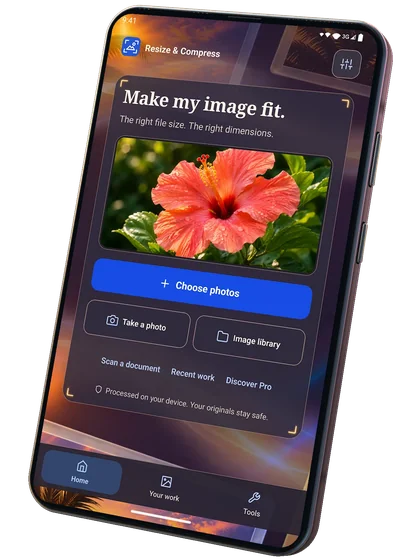 9:41
3G
Resize & Compress
Make my image fit.
The right file size. The right dimensions.
+ Choose photos
Take a photo
Image library
Scan a document
Recent work
Discover Pro
Processed on your device. Your originals stay safe.
Home
Your work
Tools